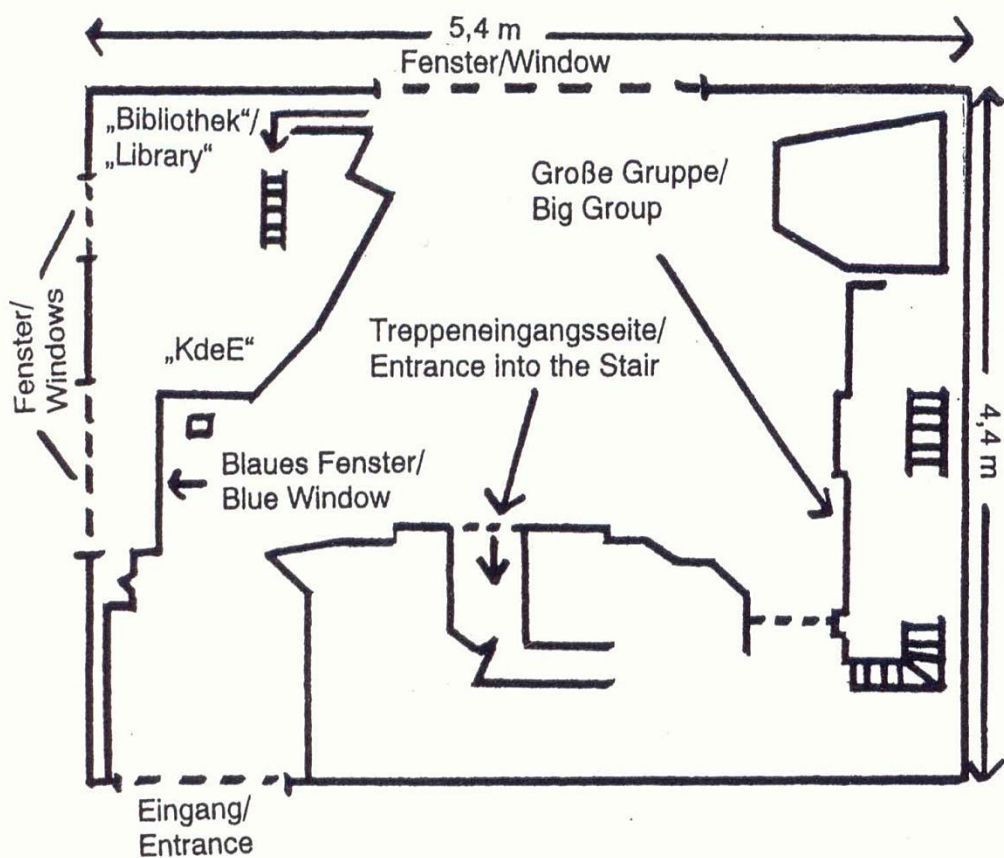 5,4 m
Fenster/Window
„Bibliothek“/
„Library“
Große Gruppe/
Big Group
Fenster/
Windows
Treppeneingangsseite/
Entrance into the Stair
„KdeE“
4,4 m
Blaues Fenster/
Blue Window
Eingang/
Entrance